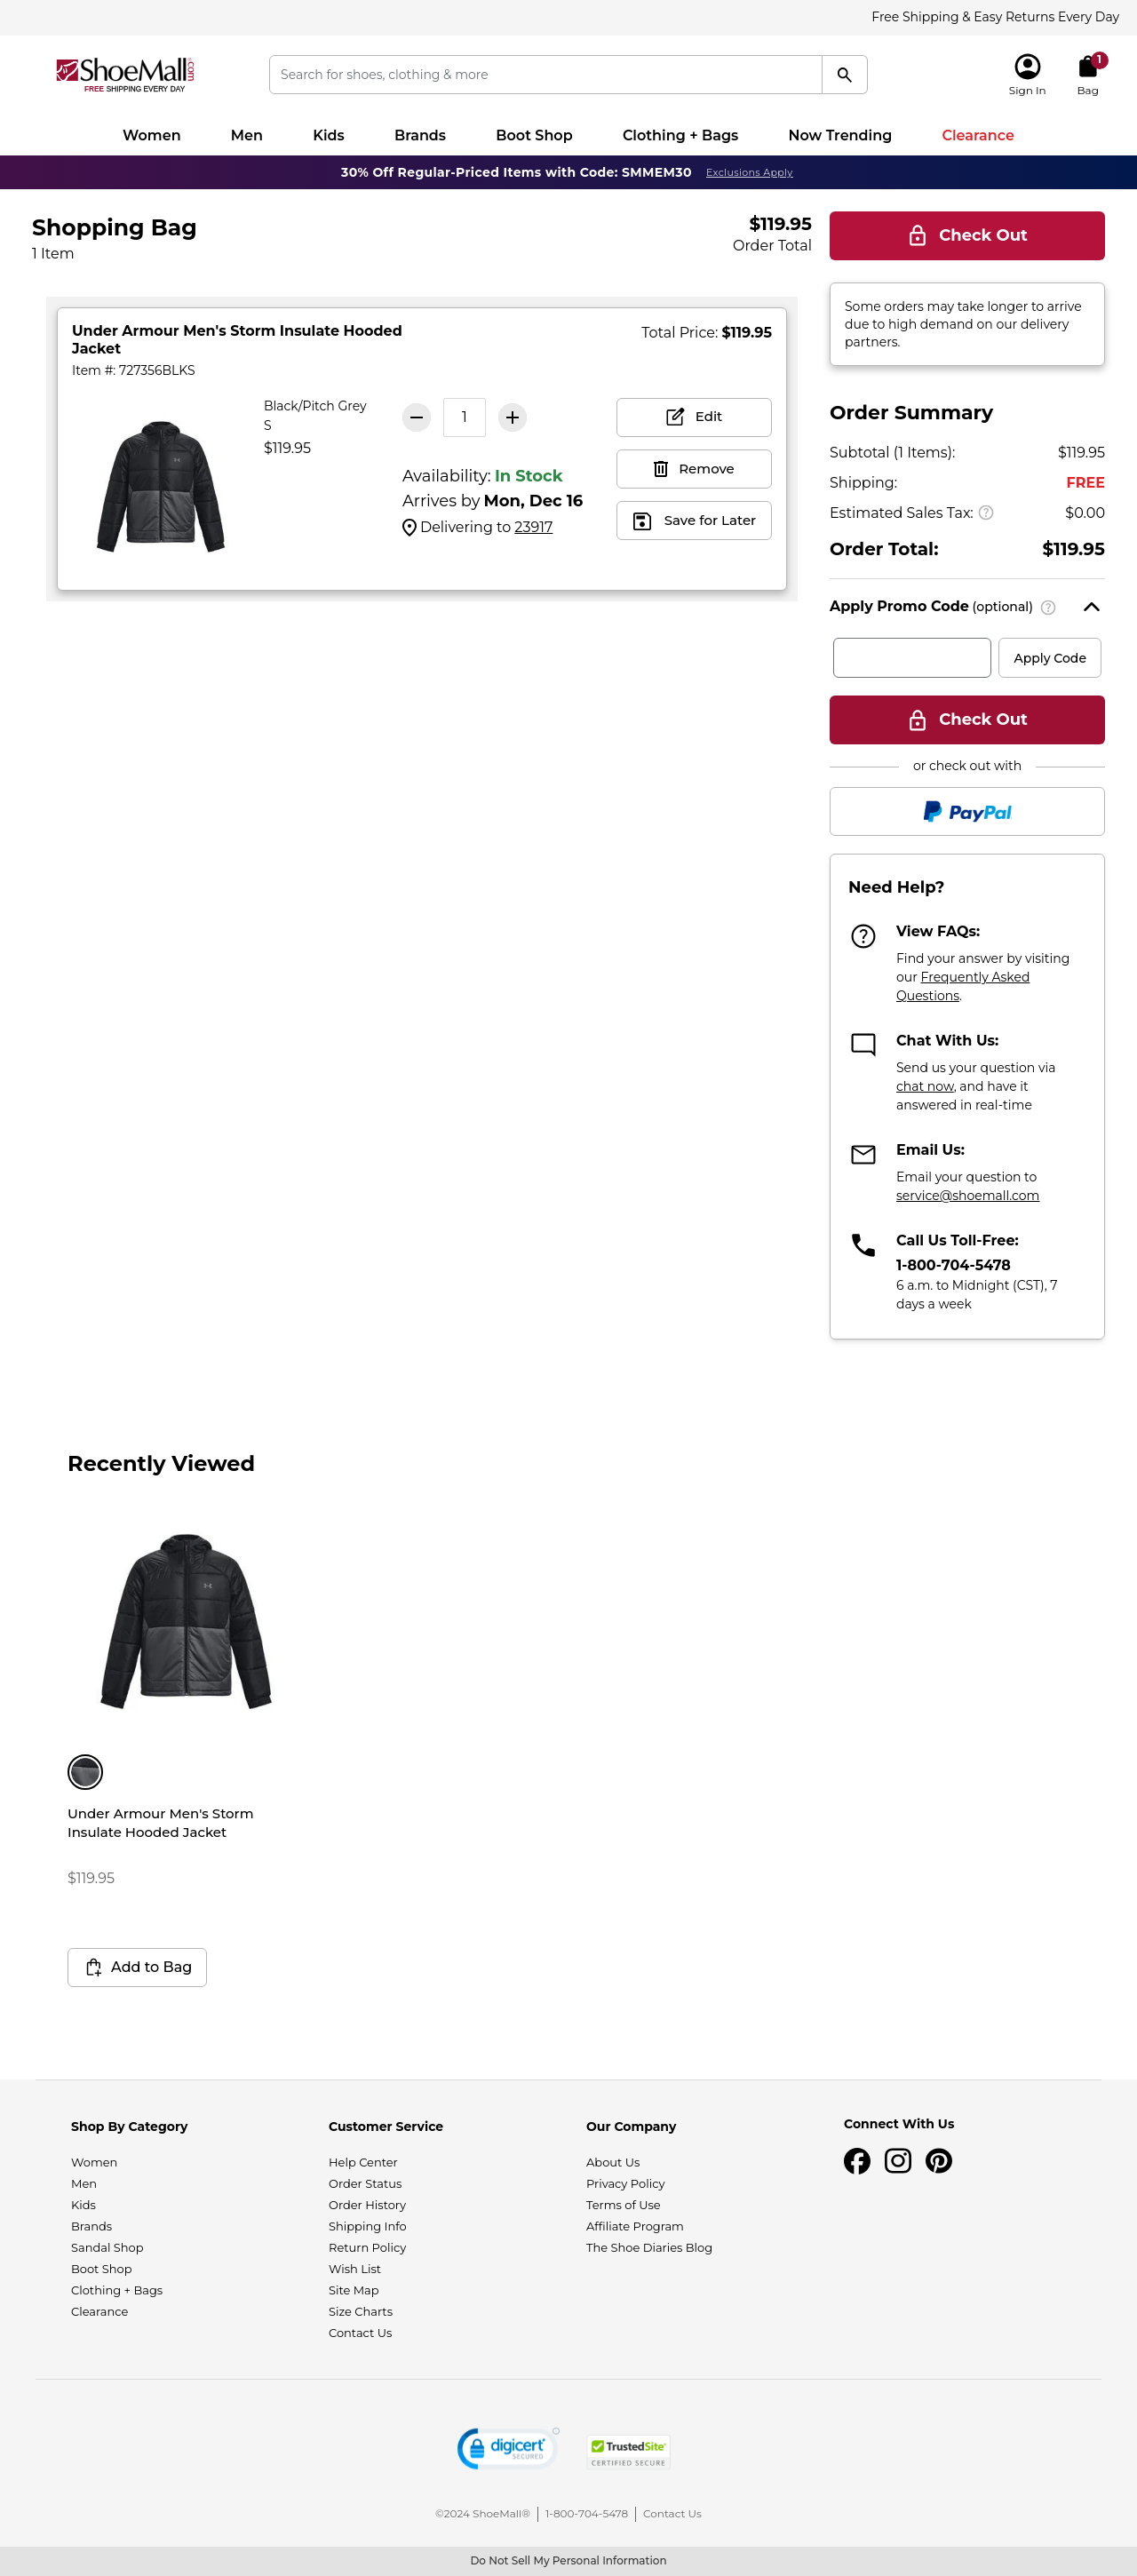 Free Shipping & Easy Returns Every Day
ShoeMall.com
FREE SHIPPING EVERY DAY
Search for shoes, clothing & more
Sign In
1
Bag
Women Men Kids Brands Boot Shop Clothing + Bags Now Trending Clearance
30% Off Regular-Priced Items with Code: SMMEM30 Exclusions Apply
Shopping Bag
1 Item
$119.95
Order Total
Check Out
Some orders may take longer to arrive
due to high demand on our delivery
partners.
Under Armour Men's Storm Insulate Hooded
Jacket
Item #: 727356BLKS
Total Price: $119.95
Black/Pitch Grey
S
$119.95
1
Availability: In Stock
Arrives by Mon, Dec 16
Delivering to 23917
Edit
Remove
Save for Later
Order Summary
Subtotal (1 Items): $119.95
Shipping: FREE
Estimated Sales Tax: $0.00
Order Total: $119.95
Apply Promo Code (optional)
Apply Code
Check Out
or check out with
PayPal
Need Help?
View FAQs:
Find your answer by visiting
our Frequently Asked
Questions.
Chat With Us:
Send us your question via
chat now, and have it
answered in real-time
Email Us:
Email your question to
service@shoemall.com
Call Us Toll-Free:
1-800-704-5478
6 a.m. to Midnight (CST), 7
days a week
Recently Viewed
Under Armour Men's Storm
Insulate Hooded Jacket
$119.95
Add to Bag
Shop By Category
Women
Men
Kids
Brands
Sandal Shop
Boot Shop
Clothing + Bags
Clearance
Customer Service
Help Center
Order Status
Order History
Shipping Info
Return Policy
Wish List
Site Map
Size Charts
Contact Us
Our Company
About Us
Privacy Policy
Terms of Use
Affiliate Program
The Shoe Diaries Blog
Connect With Us
digicert
SECURED
TrustedSite
CERTIFIED SECURE
©2024 ShoeMall® 1-800-704-5478 Contact Us
Do Not Sell My Personal Information